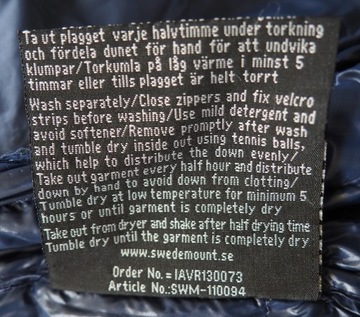 Ta ut plagget varje halvtimme under torkning
och fördela dunet för hand för att undvika
klumpar/Torkumla på låg värme i minst 5
timmar eller tills plagget är helt torrt
Wash separately/Close zippers and fix velcro
strips before washing/Use mild detergent and
avoid softener/Remove promptly after wash
and tumble dry inside out using tennis balls,
which help to distribute the down evenly/
Take out garment every half hour and distribute
down by hand to avoid down from clotting/
Tumble dry at low temperature for minimum 5
hours or until garment is completely dry
Take out from dryer and shake after half drying time
Tumble dry until the garment is completely dry
www.swedemount.se
Order No.= IAVR130073
Article No.:SWM-110094